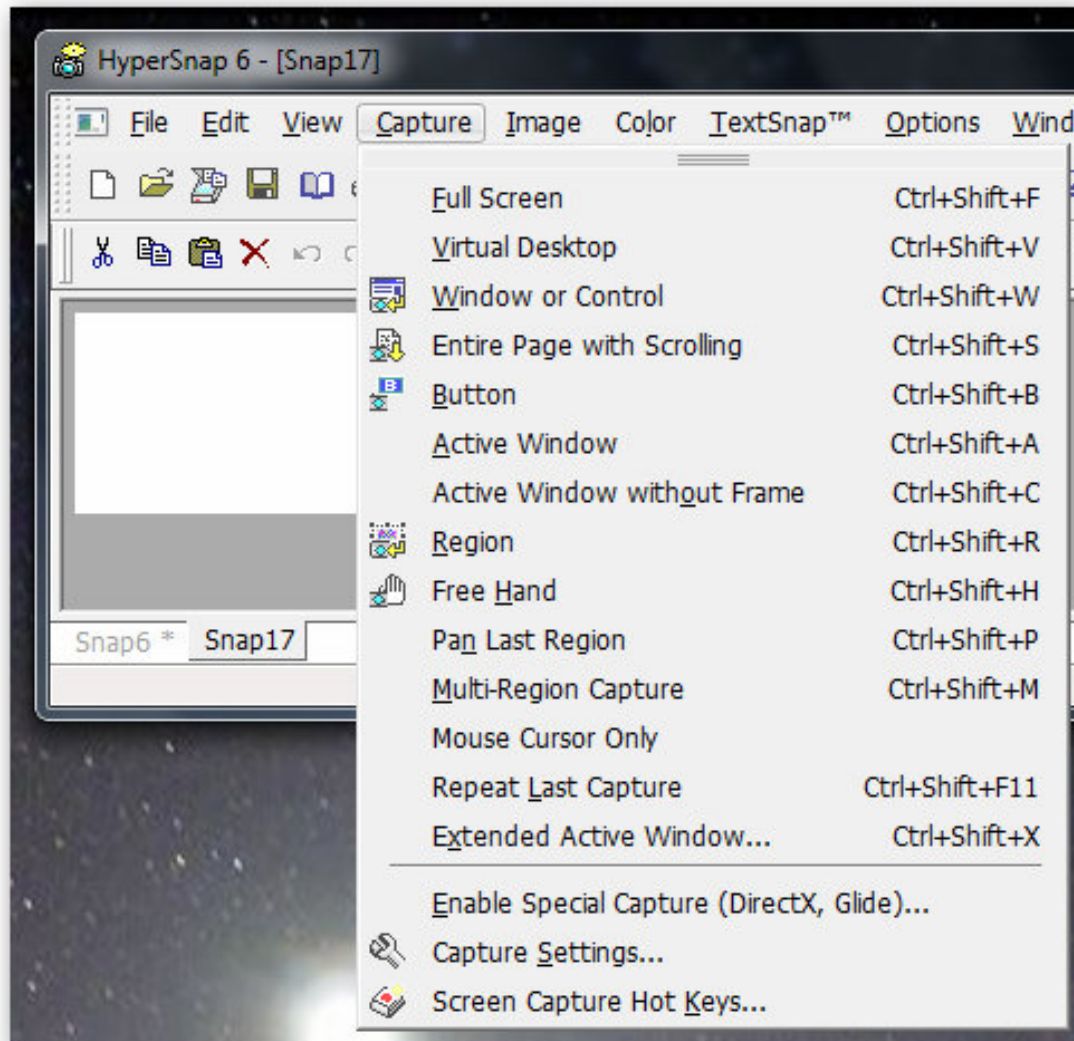 HyperSnap 6 - [Snap17]
File Edit View Capture Image Color TextSnap™ Options
Full Screen Ctrl+Shift+F
Virtual Desktop Ctrl+Shift+V
Window or Control Ctrl+Shift+W
Entire Page with Scrolling Ctrl+Shift+S
B
Button Ctrl+Shift+B
Active Window Ctrl+Shift+A
Active Window without Frame Ctrl+Shift+C
Region Ctrl+Shift+R
Free Hand Ctrl+Shift+H
Pan Last Region Ctrl+Shift+P
Snap6 * Snap17
Multi-Region Capture Ctrl+Shift+M
Mouse Cursor Only
Repeat Last Capture Ctrl+Shift+F11
Extended Active Window... Ctrl+Shift+X
Enable Special Capture (DirectX, Glide)...
Capture Settings...
Screen Capture Hot Keys...